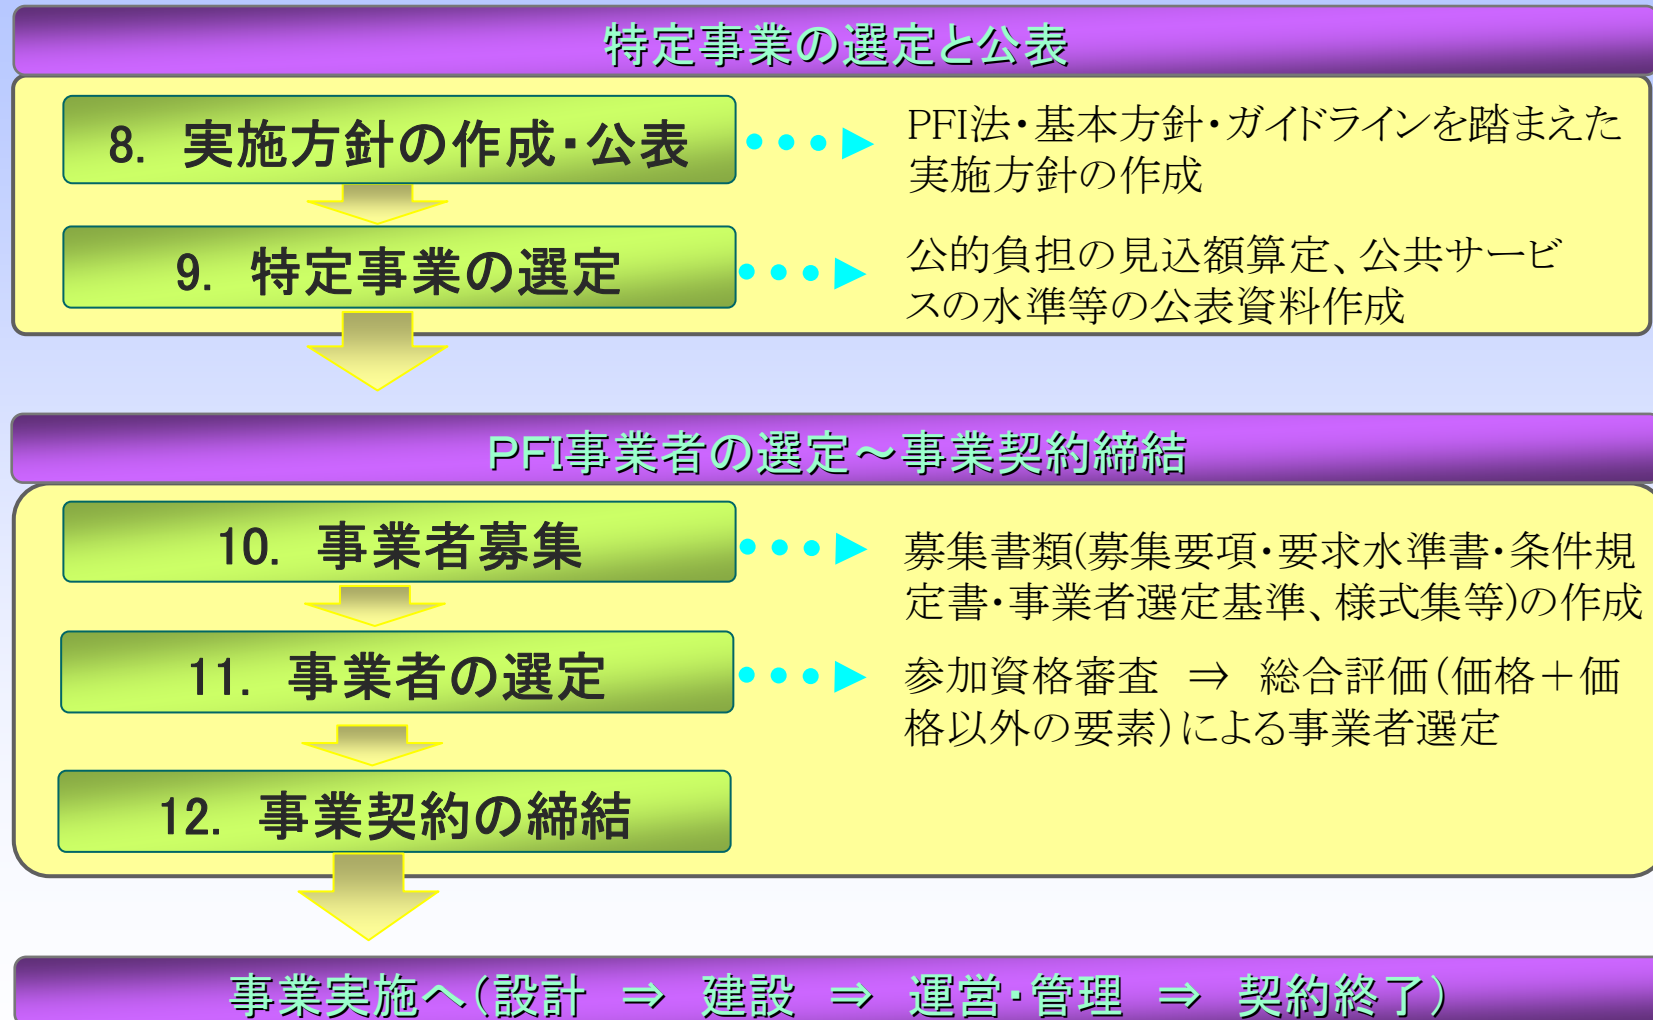 特定事業の選定と公表
8. 実施方針の作成・公表
PFI法・基本方針・ガイドラインを踏まえた
実施方針の作成
9. 特定事業の選定
公的負担の見込額算定、公共サービ
スの水準等の公表資料作成
PFI事業者の選定～事業契約締結
10. 事業者募集
募集書類(募集要項・要求水準書・条件規
定書・事業者選定基準、様式集等)の作成
11. 事業者の選定
参加資格審査 ⇒ 総合評価（価格＋価
格以外の要素）による事業者選定
12. 事業契約の締結
事業実施へ（設計 ⇒ 建設 ⇒ 運営・管理 ⇒ 契約終了）